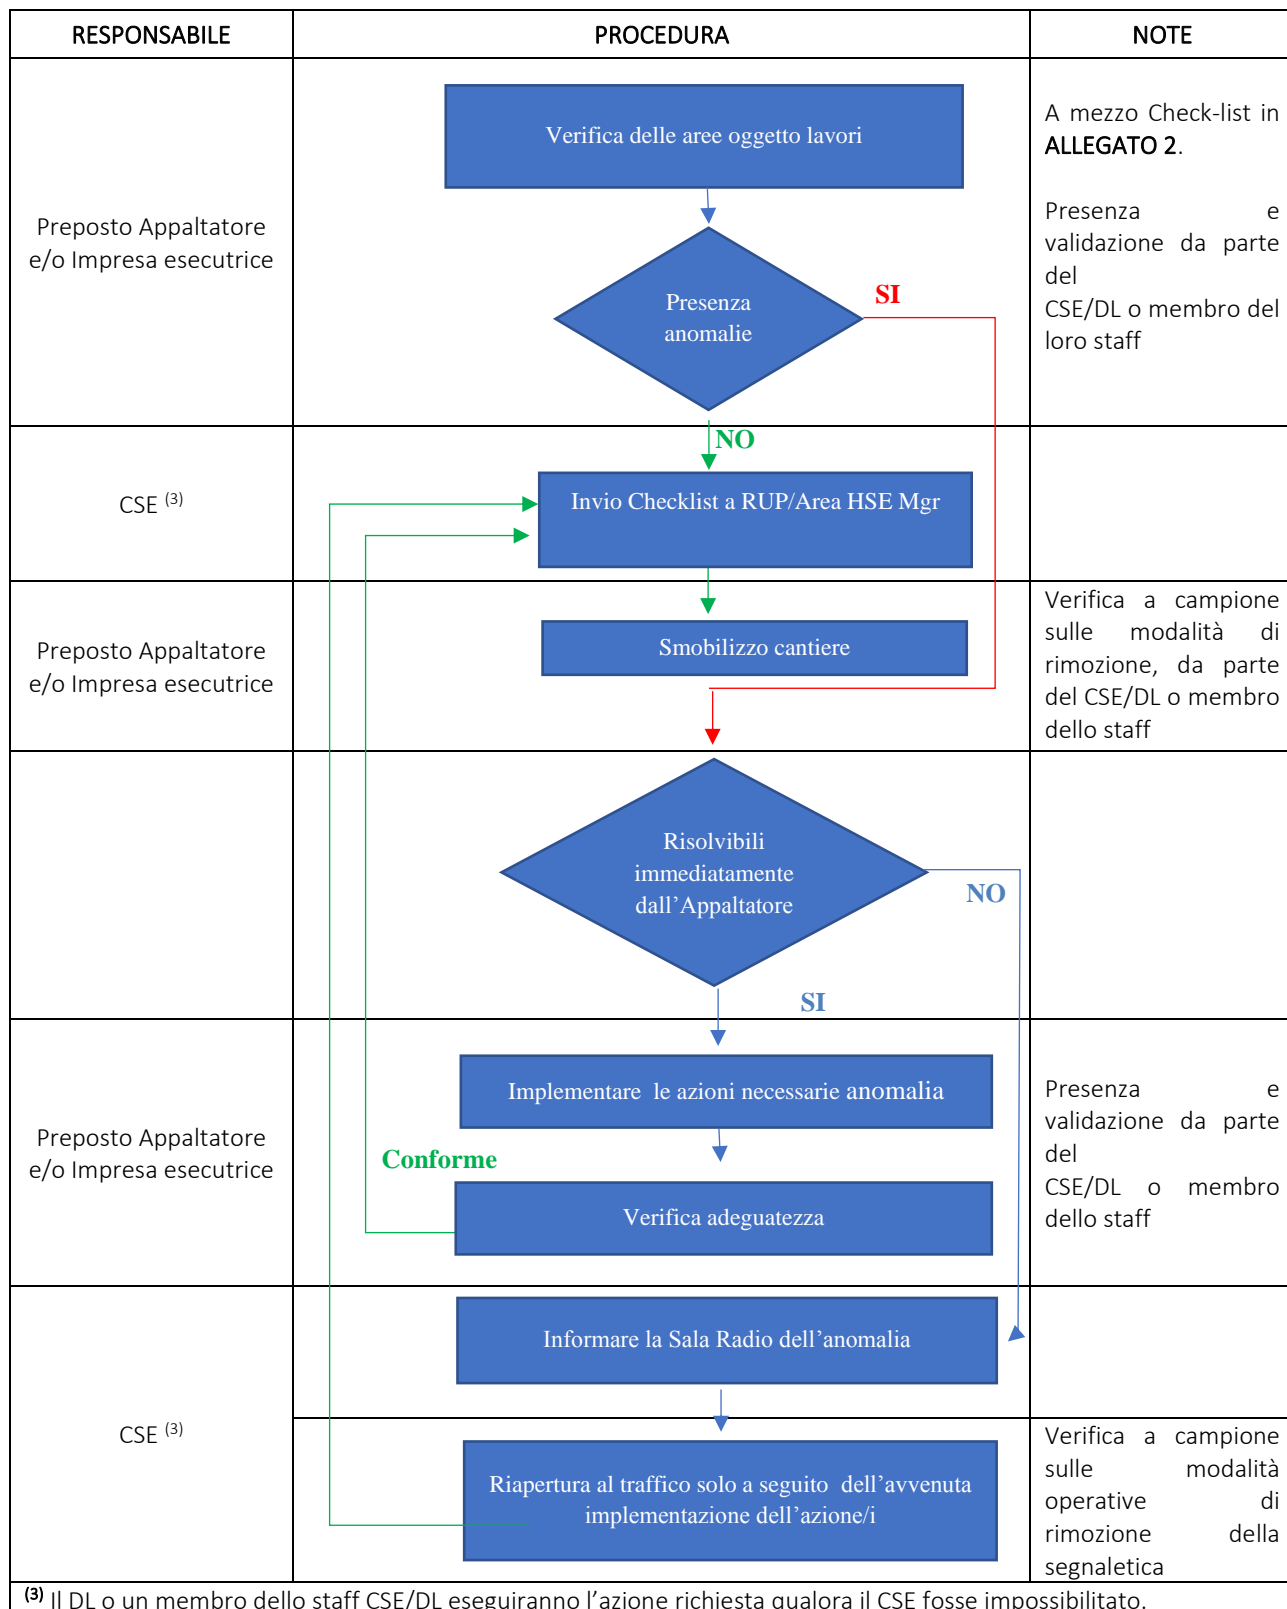 RESPONSABILE
PROCEDURA
NOTE
Preposto Appaltatore
e/o Impresa esecutrice
Verifica delle aree oggetto lavori
Presenza
anomalie
SI
NO
A mezzo Check-list in
ALLEGATO 2.
Presenza e
validazione da parte
del
CSE/DL o membro del
loro staff
CSE (3)
Invio Checklist a RUP/Area HSE Mgr
Preposto Appaltatore
e/o Impresa esecutrice
Smobilizzo cantiere
Verifica a campione
sulle modalità di
rimozione, da parte
del CSE/DL o membro
dello staff
Risolvibili
immediatamente
dall’Appaltatore
NO
SI
Preposto Appaltatore
e/o Impresa esecutrice
Implementare le azioni necessarie anomalia
Conforme
Verifica adeguatezza
Presenza e
validazione da parte
del
CSE/DL o membro
dello staff
CSE (3)
Informare la Sala Radio dell’anomalia
Riapertura al traffico solo a seguito dell’avvenuta
implementazione dell’azione/i
Verifica a campione
sulle modalità
operative di
rimozione della
segnaletica
(3) Il DL o un membro dello staff CSE/DL eseguiranno l’azione richiesta qualora il CSE fosse impossibilitato.